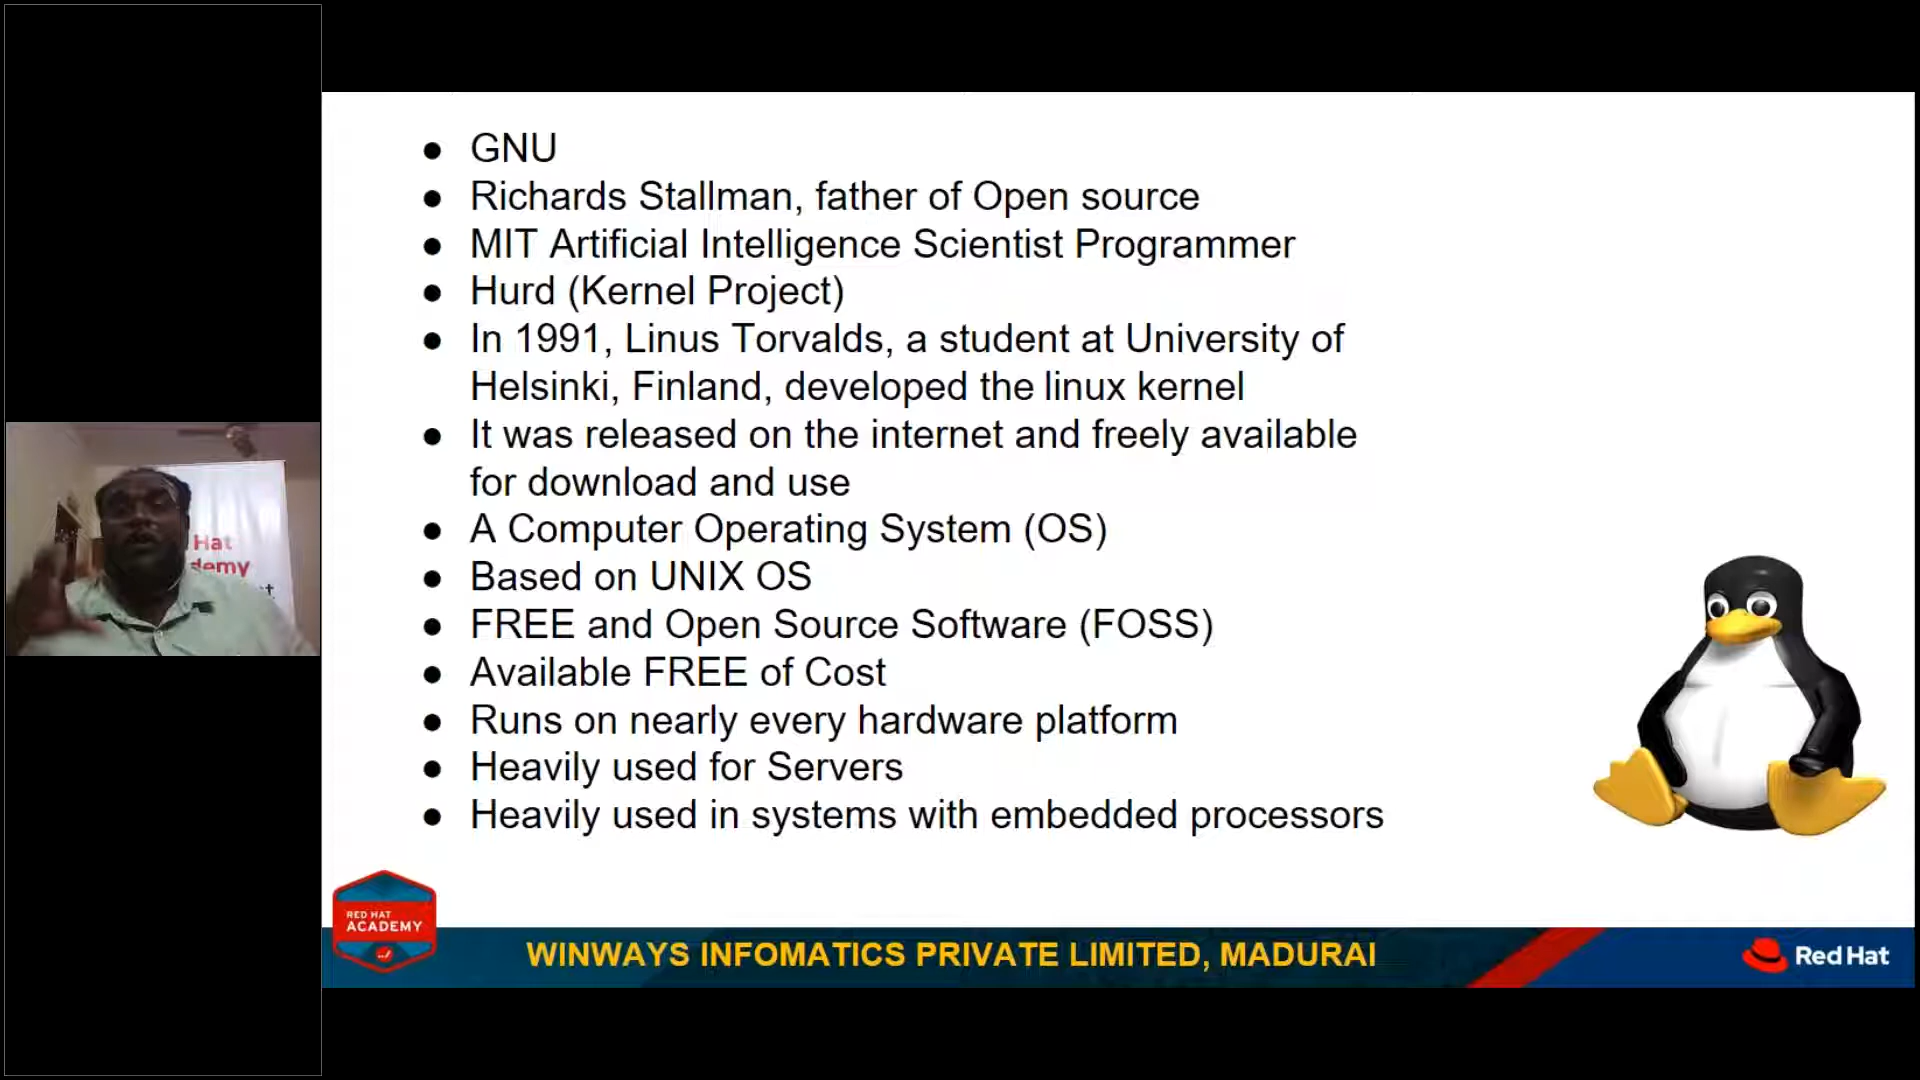 ● GNU
● Richards Stallman, father of Open source
● MIT Artificial Intelligence Scientist Programmer
● Hurd (Kernel Project)
● In 1991, Linus Torvalds, a student at University of
Helsinki, Finland, developed the linux kernel
● It was released on the internet and freely available
for download and use
● A Computer Operating System (OS)
● Based on UNIX OS
● FREE and Open Source Software (FOSS)
● Available FREE of Cost
● Runs on nearly every hardware platform
● Heavily used for Servers
● Heavily used in systems with embedded processors
Hat
demy
RED HAT
ACADEMY
WINWAYS INFOMATICS PRIVATE LIMITED, MADURAI
Red Hat